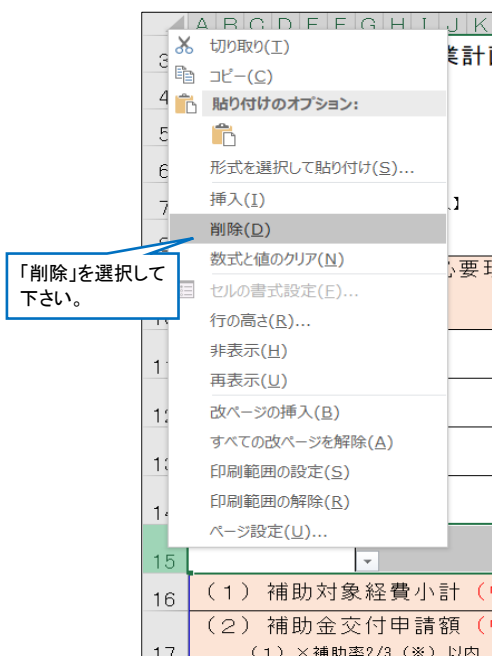 A B C D E F G H I J K
3
業計画
4
5
6
7
】
切り取り(T)
コピー(C)
貼り付けのオプション:
形式を選択して貼り付け(S)...
挿入(I)
削除(D)
数式と値のクリア(N)
セルの書式設定(F)...
行の高さ(R)...
非表示(H)
再表示(U)
改ページの挿入(B)
すべての改ページを解除(A)
印刷範囲の設定(S)
印刷範囲の解除(R)
ページ設定(U)...
「削除」を選択して
下さい。
必要理
10
11
12
13
14
15
16 (1) 補助対象経費小計 (
(2) 補助金交付申請額 (
17 (1)×補助率2/3(※)以内